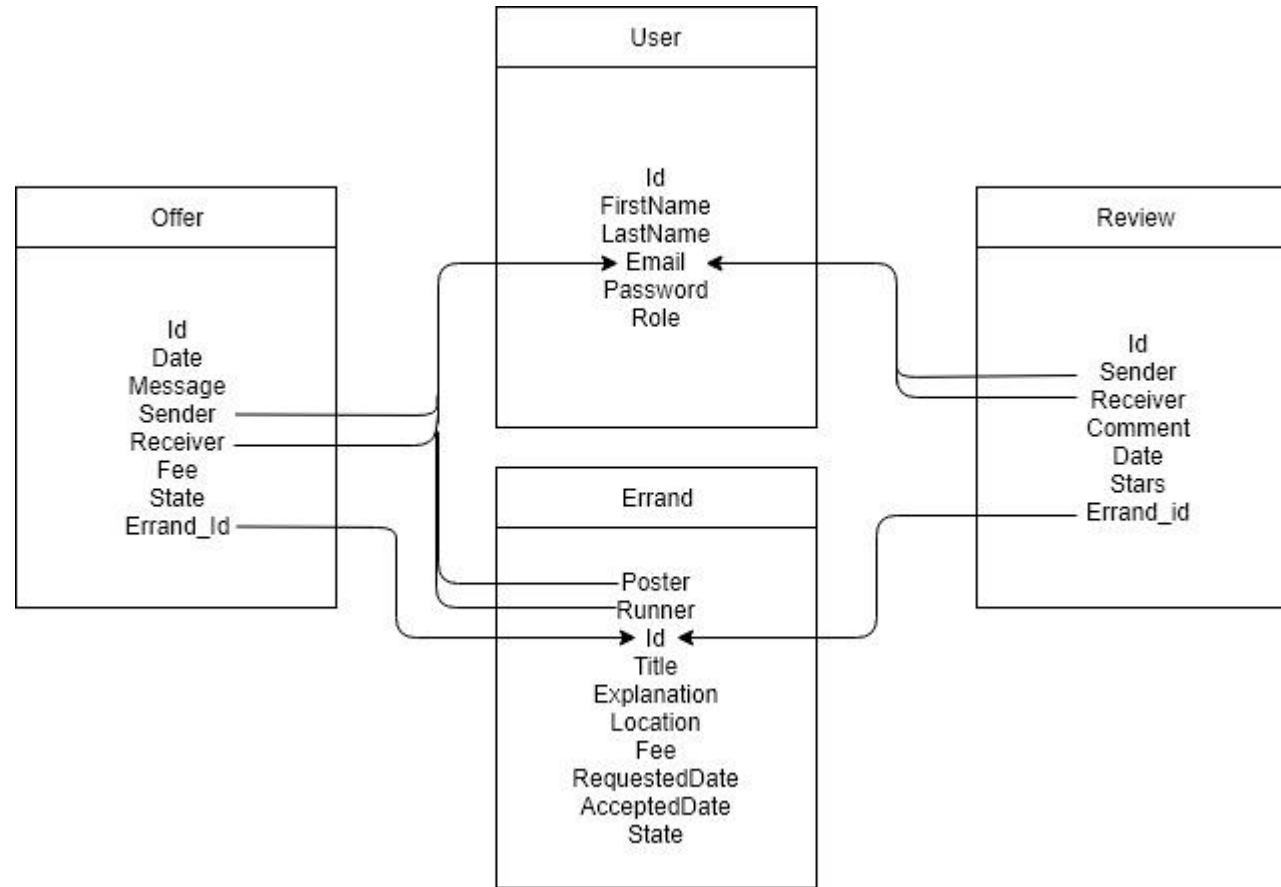 User
Id
FirstName
LastName
Email
Password
Role
Offer
Id
Date
Message
Sender
Receiver
Fee
State
Errand_Id
Review
Id
Sender
Receiver
Comment
Date
Stars
Errand_id
Errand
Poster
Runner
Id
Title
Explanation
Location
Fee
RequestedDate
AcceptedDate
State